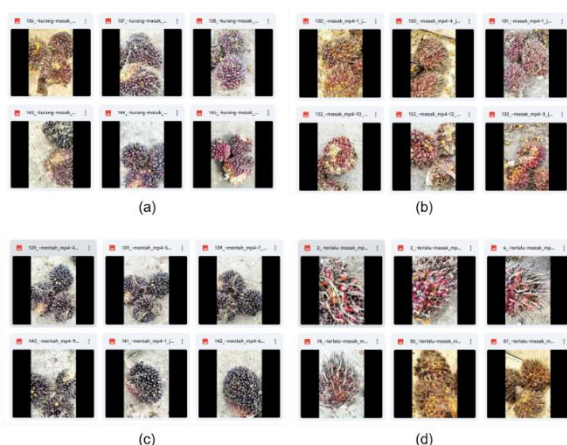 136_-kurang-masak_...
137_-kurang-masak_...
138_-kurang-masak_...
143_-kurang-masak_...
144_-kurang-masak_...
145_-kurang-masak_...
(a)
130_-masak_mp4-1_j...
130_-masak_mp4-4_j...
131_-masak_mp4-1_j...
132_-masak_mp4-13_...
132_-masak_mp4-12_...
133_-masak_mp4-3_j...
(b)
139_-mentah_mp4-4...
139_-mentah_mp4-5...
139_-mentah_mp4-7_...
140_-mentah_mp4-9...
141_-mentah_mp4-1_j...
142_-mentah_mp4-6...
(c)
2_-terlalu-masak_mp...
2_-terlalu-masak_mp...
4_-terlalu-masak_mp...
74_-terlalu-masak_m...
85_-terlalu-masak_m...
87_-terlalu-masak_m...
(d)